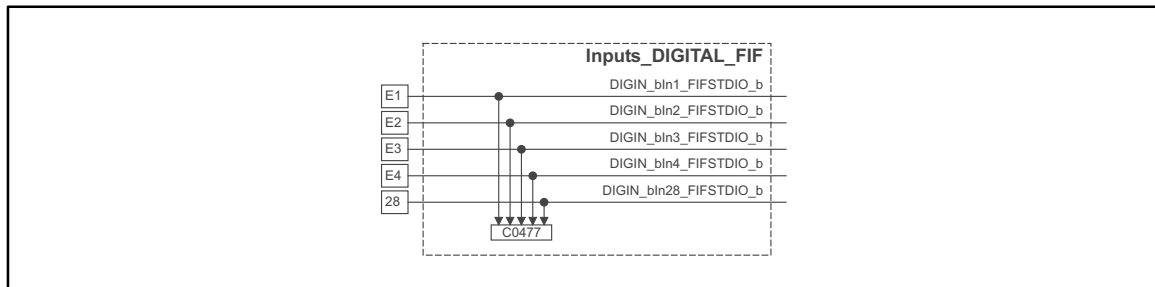 Inputs_DIGITAL_FIF
E1 DIGIN_bIn1_FIFSTDIO_b
E2 DIGIN_bIn2_FIFSTDIO_b
E3 DIGIN_bIn3_FIFSTDIO_b
E4 DIGIN_bIn4_FIFSTDIO_b
28 DIGIN_bIn28_FIFSTDIO_b
C0477